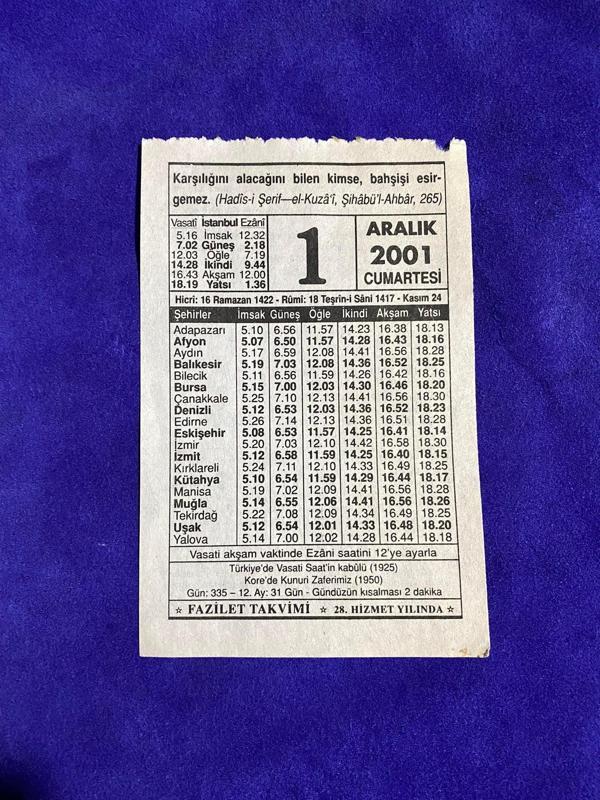 Karşılığını alacağını bilen kimse, bahşişi esir-
gemez. (Hadîs-i Şerif—el-Kuzâ'î, Şihâbü'l-Ahbâr, 265)
Vasatî İstanbul Ezânî
5.16 İmsak 12.32
7.02 Güneş 2.18
12.03 Öğle 7.19
14.28 İkindi 9.44
16.43 Akşam 12.00
18.19 Yatsı 1.36
1
ARALIK
2001
CUMARTESİ
Hicrî: 16 Ramazan 1422 - Rûmî: 18 Teşrîn-i Sâni 1417 - Kasım 24
Şehirler İmsak Güneş Öğle İkindi Akşam Yatsı
Adapazarı 5.10 6.56 11.57 14.23 16.38 18.13
Afyon 5.07 6.50 11.57 14.28 16.43 18.16
Aydın 5.17 6.59 12.08 14.41 16.56 18.28
Balıkesir 5.19 7.03 12.08 14.36 16.52 18.25
Bilecik 5.11 6.56 11.59 14.26 16.42 18.16
Bursa 5.15 7.00 12.03 14.30 16.46 18.20
Çanakkale 5.25 7.10 12.13 14.41 16.56 18.30
Denizli 5.12 6.53 12.03 14.36 16.52 18.23
Edirne 5.26 7.14 12.13 14.36 16.51 18.28
Eskişehir 5.08 6.53 11.57 14.25 16.41 18.14
İzmir 5.20 7.03 12.10 14.42 16.58 18.30
İzmit 5.12 6.58 11.59 14.25 16.40 18.15
Kırklareli 5.24 7.11 12.10 14.33 16.49 18.25
Kütahya 5.10 6.54 11.59 14.29 16.44 18.17
Manisa 5.19 7.02 12.09 14.41 16.56 18.28
Muğla 5.14 6.55 12.06 14.41 16.56 18.26
Tekirdağ 5.22 7.08 12.09 14.34 16.49 18.25
Uşak 5.12 6.54 12.01 14.33 16.48 18.20
Yalova 5.14 7.00 12.02 14.28 16.44 18.18
Vasati akşam vaktinde Ezâni saatini 12'ye ayarla
Türkiye'de Vasati Saat'in kabûlü (1925)
Kore'de Kunuri Zaferimiz (1950)
Gün: 335 – 12. Ay: 31 Gün - Gündüzün kısalması 2 dakika
☆ FAZİLET TAKVİMİ ☆ 28. HİZMET YILINDA ☆